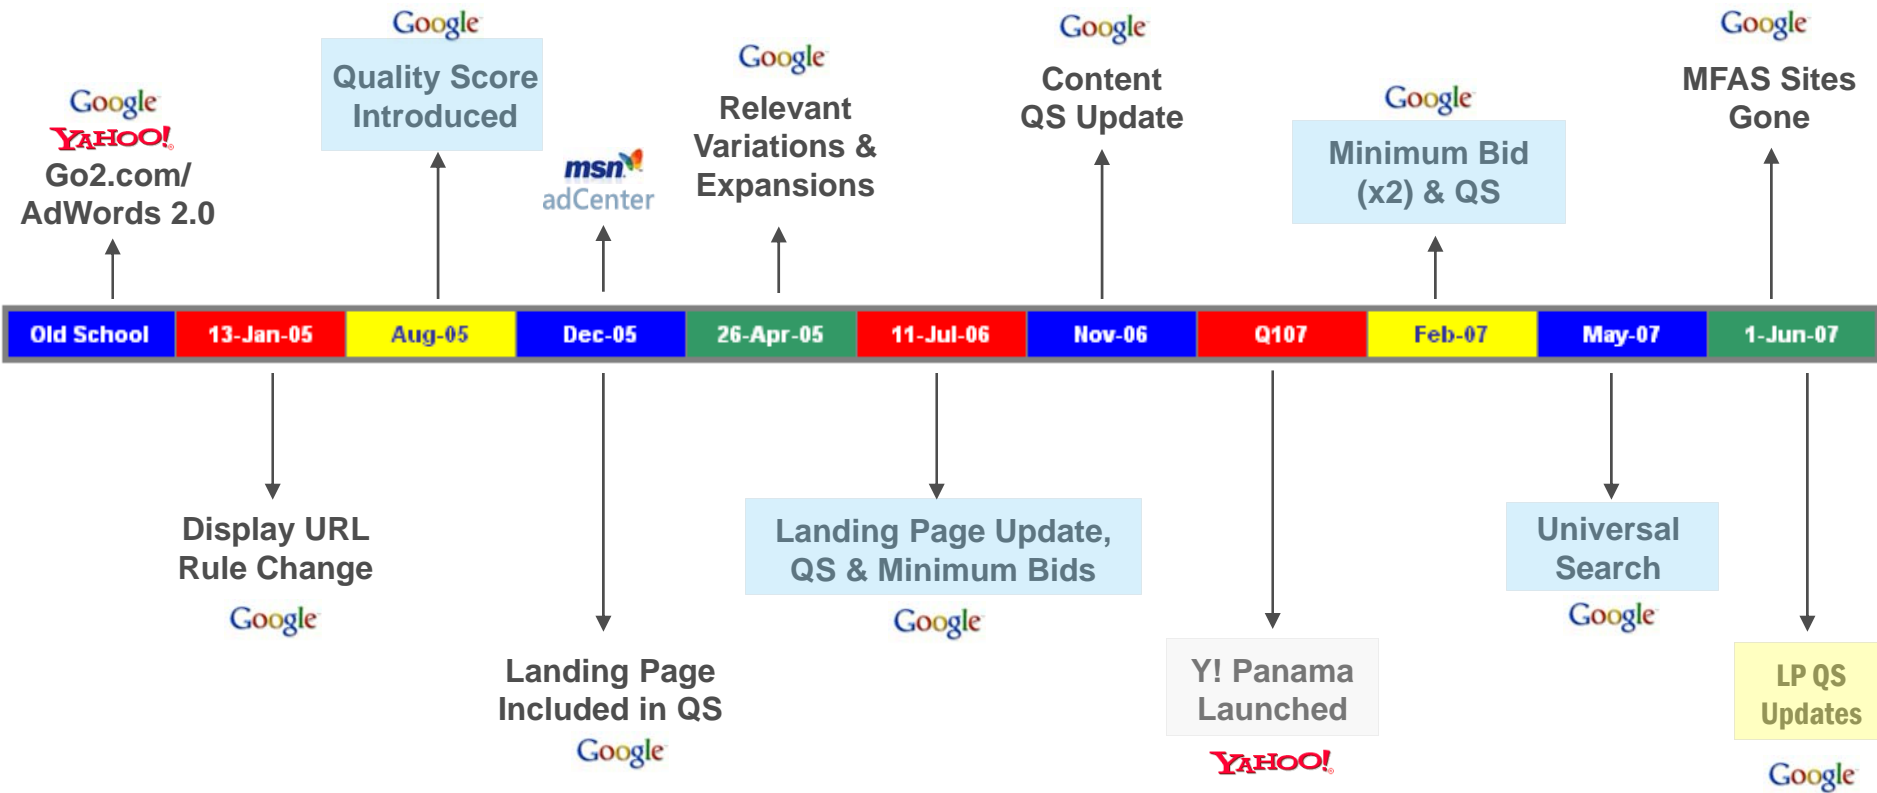 Google
YAHOO!
Go2.com/
AdWords 2.0
Google
Quality Score
Introduced
msn
adCenter
Google
Relevant
Variations &
Expansions
Google
Content
QS Update
Google
Minimum Bid
(x2) & QS
Google
MFAS Sites
Gone
Old School 13-Jan-05 Aug-05 Dec-05 26-Apr-05 11-Jul-06 Nov-06 Q107 Feb-07 May-07 1-Jun-07
Display URL
Rule Change
Google
Landing Page
Included in QS
Google
Landing Page Update,
QS & Minimum Bids
Google
Y! Panama
Launched
YAHOO!
Universal
Search
Google
LP QS
Updates
Google